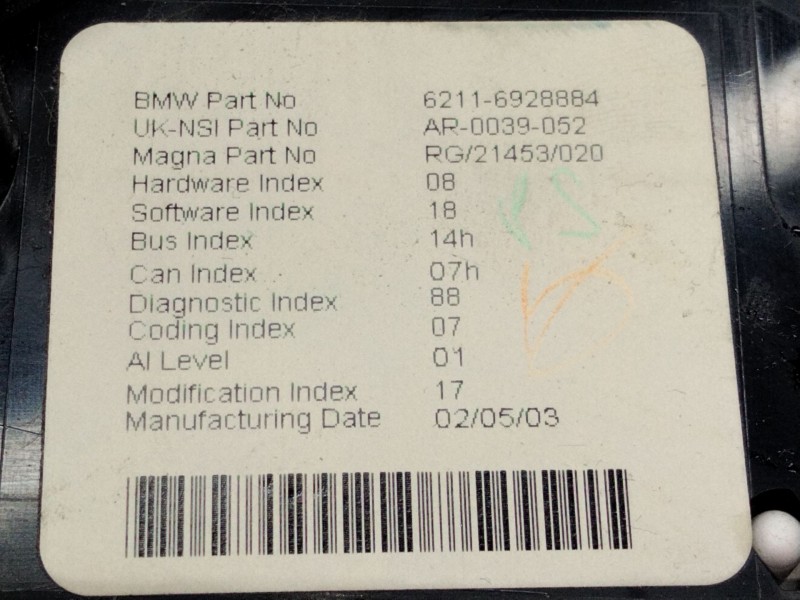 BMW Part No 6211-6928884
UK-NSI Part No AR-0039-052
Magna Part No RG/21453/020
Hardware Index 08
Software Index 18
Bus Index 14h
Can Index 07h
Diagnostic Index 88
Coding Index 07
AI Level 01
Modification Index 17
Manufacturing Date 02/05/03